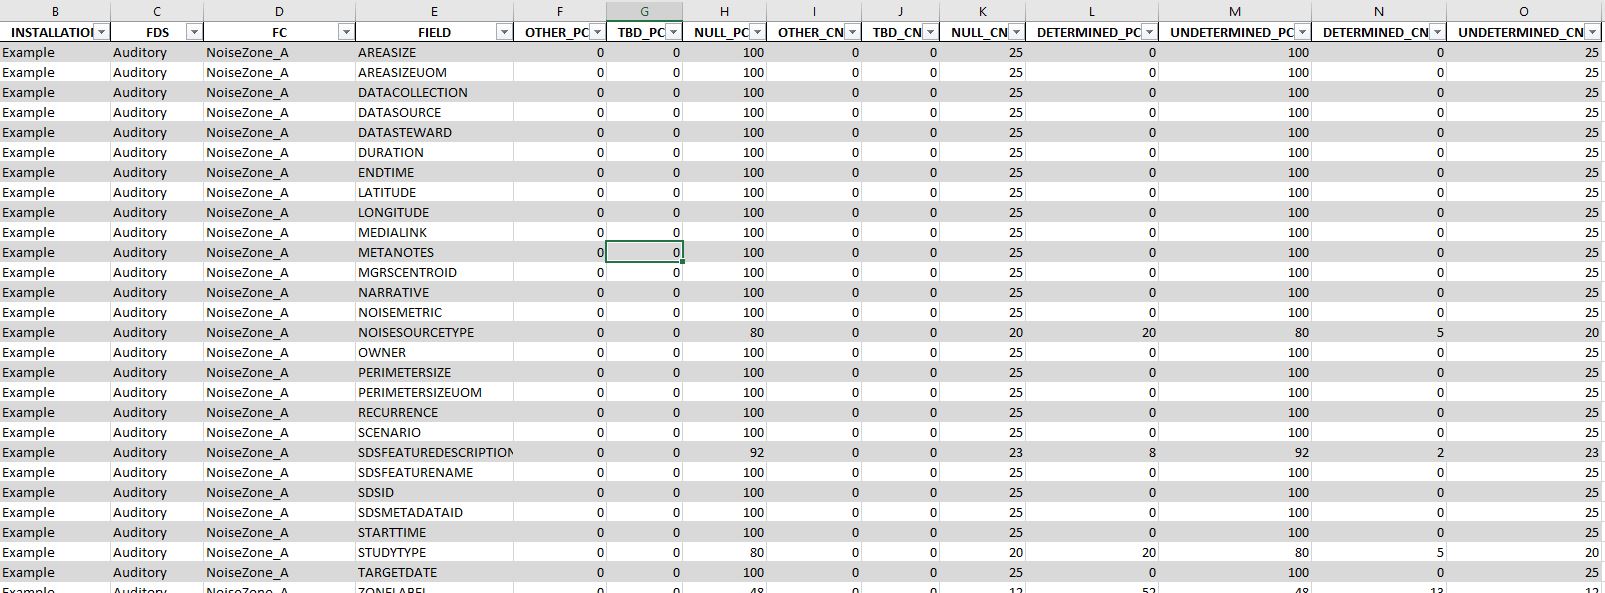 B C D E F G H I J K L M N O
INSTALLATIO FDS FC FIELD OTHER_PC TBD_PC NULL_PC OTHER_CN TBD_CN NULL_CN DETERMINED_PC UNDETERMINED_PC DETERMINED_CN UNDETERMINED_CN
Example Auditory NoiseZone_A AREASIZE 0 0 100 0 0 25 0 100 0 25
Example Auditory NoiseZone_A AREASIZEUOM 0 0 100 0 0 25 0 100 0 25
Example Auditory NoiseZone_A DATACOLLECTION 0 0 100 0 0 25 0 100 0 25
Example Auditory NoiseZone_A DATASOURCE 0 0 100 0 0 25 0 100 0 25
Example Auditory NoiseZone_A DATASTEWARD 0 0 100 0 0 25 0 100 0 25
Example Auditory NoiseZone_A DURATION 0 0 100 0 0 25 0 100 0 25
Example Auditory NoiseZone_A ENDTIME 0 0 100 0 0 25 0 100 0 25
Example Auditory NoiseZone_A LATITUDE 0 0 100 0 0 25 0 100 0 25
Example Auditory NoiseZone_A LONGITUDE 0 0 100 0 0 25 0 100 0 25
Example Auditory NoiseZone_A MEDIALINK 0 0 100 0 0 25 0 100 0 25
Example Auditory NoiseZone_A METANOTES 0 0 100 0 0 25 0 100 0 25
Example Auditory NoiseZone_A MGRSCENTROID 0 0 100 0 0 25 0 100 0 25
Example Auditory NoiseZone_A NARRATIVE 0 0 100 0 0 25 0 100 0 25
Example Auditory NoiseZone_A NOISEMETRIC 0 0 100 0 0 25 0 100 0 25
Example Auditory NoiseZone_A NOISESOURCETYPE 0 0 80 0 0 20 20 80 5 20
Example Auditory NoiseZone_A OWNER 0 0 100 0 0 25 0 100 0 25
Example Auditory NoiseZone_A PERIMETERSIZE 0 0 100 0 0 25 0 100 0 25
Example Auditory NoiseZone_A PERIMETERSIZEUOM 0 0 100 0 0 25 0 100 0 25
Example Auditory NoiseZone_A RECURRENCE 0 0 100 0 0 25 0 100 0 25
Example Auditory NoiseZone_A SCENARIO 0 0 100 0 0 25 0 100 0 25
Example Auditory NoiseZone_A SDSFEATUREDESCRIPTION 0 0 92 0 0 23 8 92 2 23
Example Auditory NoiseZone_A SDSFEATURENAME 0 0 100 0 0 25 0 100 0 25
Example Auditory NoiseZone_A SDSID 0 0 100 0 0 25 0 100 0 25
Example Auditory NoiseZone_A SDSMETADATAID 0 0 100 0 0 25 0 100 0 25
Example Auditory NoiseZone_A STARTTIME 0 0 100 0 0 25 0 100 0 25
Example Auditory NoiseZone_A STUDYTYPE 0 0 80 0 0 20 20 80 5 20
Example Auditory NoiseZone_A TARGETDATE 0 0 100 0 0 25 0 100 0 25
Example Auditory NoiseZone_A ZONELABEL 0 0 48 0 0 12 52 48 13 12